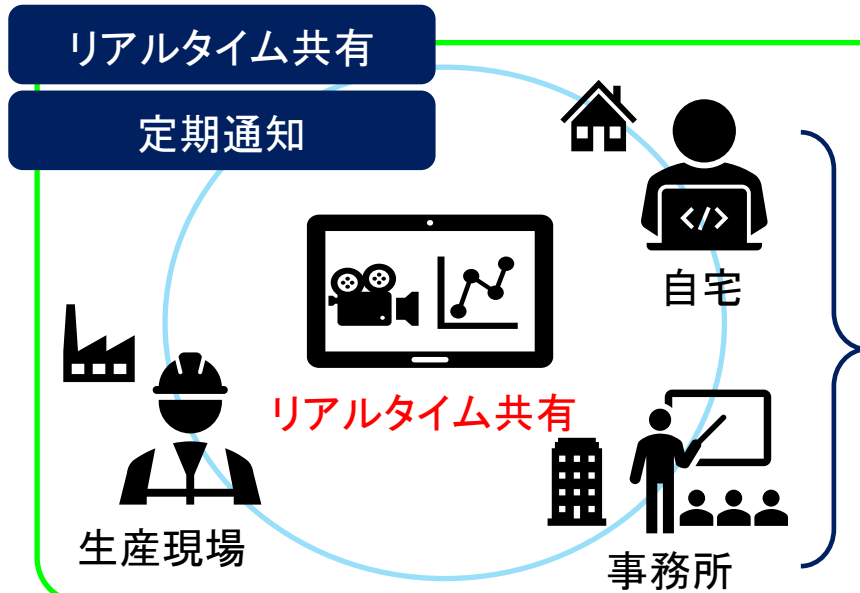 リアルタイム共有
定期通知
自宅
リアルタイム共有
生産現場
事務所